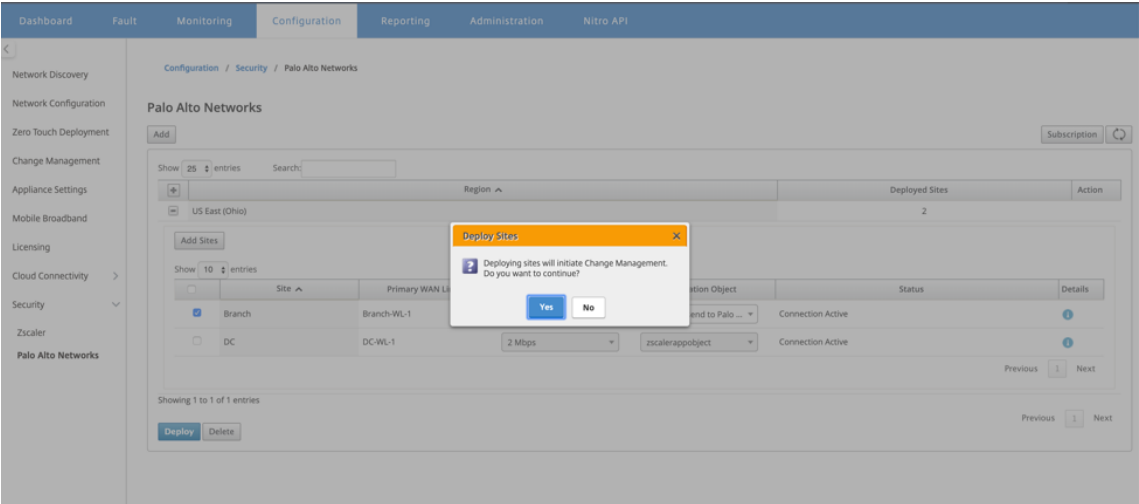 Dashboard Fault Monitoring Configuration Reporting Administration Nitro API
Network Discovery
Network Configuration
Zero Touch Deployment
Change Management
Appliance Settings
Mobile Broadband
Licensing
Cloud Connectivity
Security
Zscaler
Palo Alto Networks
Configuration / Security / Palo Alto Networks
Palo Alto Networks
Add Subscription
Show 25 entries Search:
Region Deployed Sites Action
US East (Ohio) 2
Add Sites
Show 10 entries
Site Primary WAN Li ation Object Status Details
Branch Branch-WL-1 end to Palo ... Connection Active
DC DC-WL-1 2 Mbps zscalerappobject Connection Active
Previous 1 Next
Showing 1 to 1 of 1 entries
Previous 1 Next
Deploy Delete
Deploy Sites
Deploying sites will initiate Change Management.
Do you want to continue?
Yes No